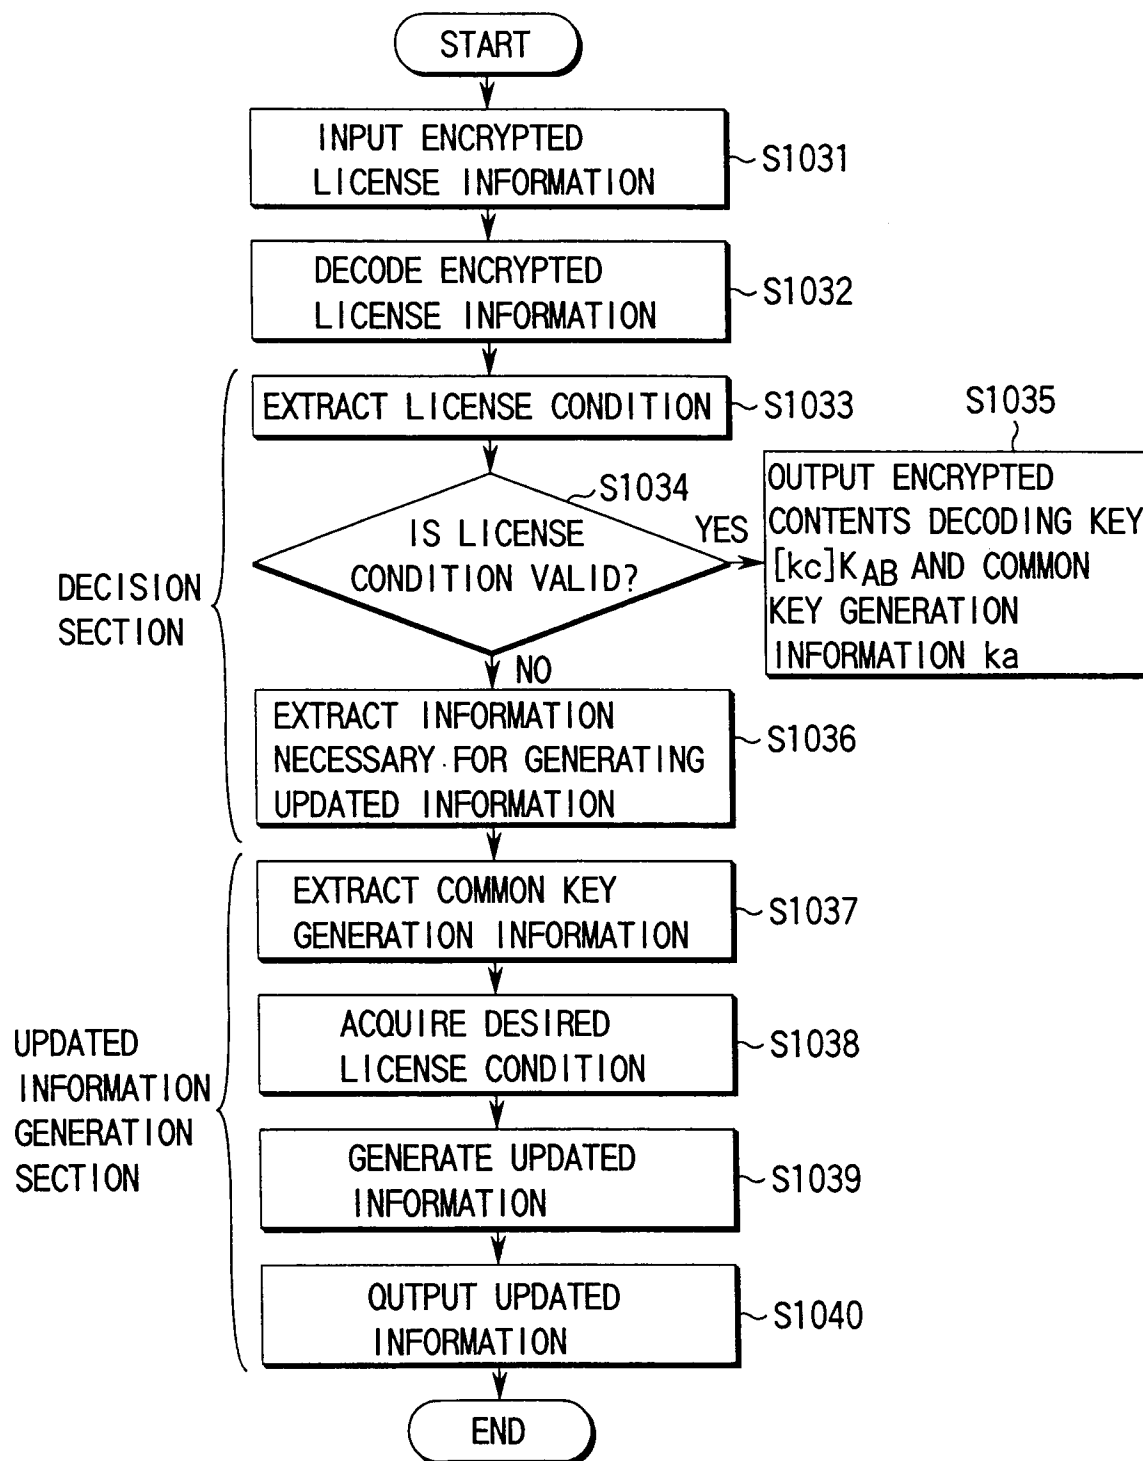 START
INPUT ENCRYPTED
LICENSE INFORMATION
S1031
DECODE ENCRYPTED
LICENSE INFORMATION
S1032
EXTRACT LICENSE CONDITION
S1033
S1035
OUTPUT ENCRYPTED
CONTENTS DECODING KEY
[kc]KAB AND COMMON
KEY GENERATION
INFORMATION ka
S1034
IS LICENSE
CONDITION VALID?
YES
NO
DECISION
SECTION
EXTRACT INFORMATION
NECESSARY FOR GENERATING
UPDATED INFORMATION
S1036
EXTRACT COMMON KEY
GENERATION INFORMATION
S1037
ACQUIRE DESIRED
LICENSE CONDITION
S1038
UPDATED
INFORMATION
GENERATION
SECTION
GENERATE UPDATED
INFORMATION
S1039
OUTPUT UPDATED
INFORMATION
S1040
END